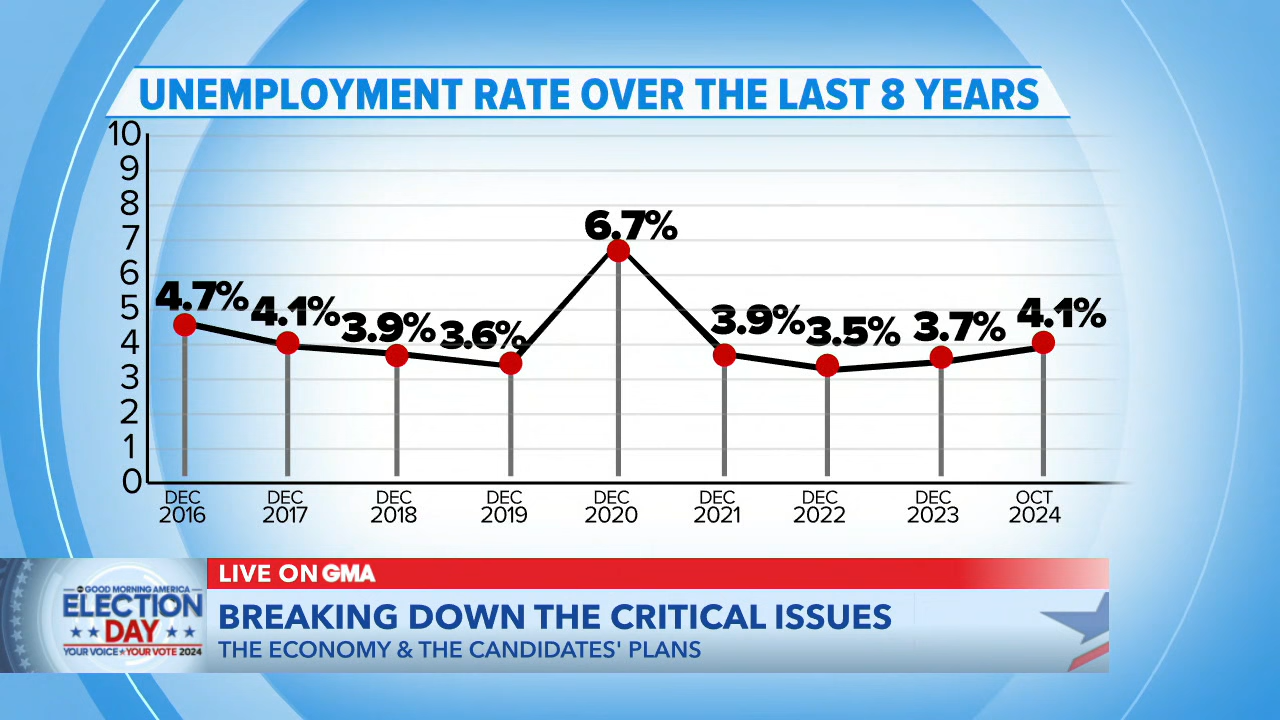 UNEMPLOYMENT RATE OVER THE LAST 8 YEARS
10
9
8
7
6
5
4
3
2
1
0
4.7%
4.1%
3.9%
3.6%
6.7%
3.9%
3.5%
3.7%
4.1%
DEC 2016
DEC 2017
DEC 2018
DEC 2019
DEC 2020
DEC 2021
DEC 2022
DEC 2023
OCT 2024
LIVE ON GMA
GOOD MORNING AMERICA
ELECTION
DAY
YOUR VOICE★YOUR VOTE 2024
BREAKING DOWN THE CRITICAL ISSUES
THE ECONOMY & THE CANDIDATES' PLANS